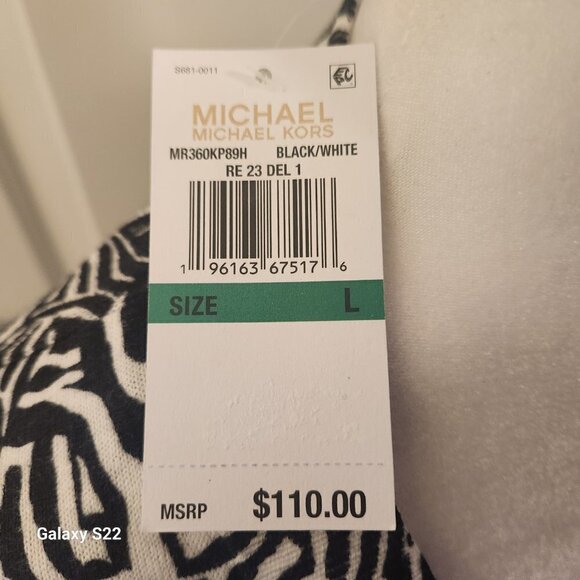 S681-0011
MICHAEL
MICHAEL KORS
MR360KP89H BLACK/WHITE
RE 23 DEL 1
1 96163 67517 6
SIZE L
MSRP $110.00
Galaxy S22